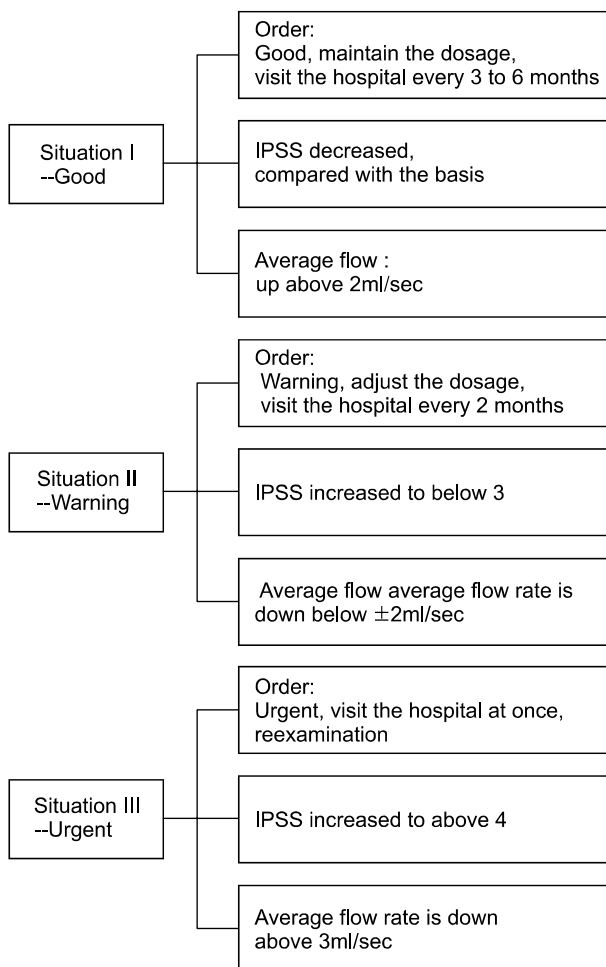 Order:
Good, maintain the dosage,
visit the hospital every 3 to 6 months
Situation I
--Good
IPSS decreased,
compared with the basis
Average flow :
up above 2ml/sec
Order:
Warning, adjust the dosage,
visit the hospital every 2 months
Situation II
--Warning
IPSS increased to below 3
Average flow average flow rate is
down below ±2ml/sec
Order:
Urgent, visit the hospital at once,
reexamination
Situation III
--Urgent
IPSS increased to above 4
Average flow rate is down
above 3ml/sec